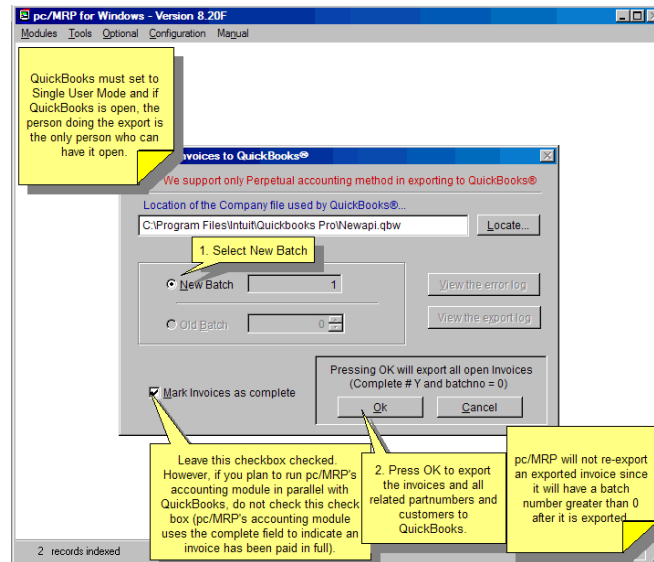 pc/MRP for Windows - Version 8.20F
Modules Tools Optional Configuration Manual
QuickBooks must set to
Single User Mode and if
QuickBooks is open, the
person doing the export is
the only person who can
have it open.
nvoices to QuickBooks®
We support only Perpetual accounting method in exporting to QuickBooks®
Location of the Company file used by QuickBooks®...
C:\Program Files\Intuit\Quickbooks Pro\Newapi.qbw
Locate...
1. Select New Batch
New Batch 1
View the error log
Old Batch 0
View the export log
Pressing OK will export all open Invoices
(Complete # Y and batchno = 0)
Mark Invoices as complete
Ok Cancel
Leave this checkbox checked.
However, if you plan to run pc/MRP's
accounting module in parallel with
QuickBooks, do not check this check
box (pc/MRP's accounting module
uses the complete field to indicate an
invoice has been paid in full).
2. Press OK to export
the invoices and all
related partnumbers and
customers to
QuickBooks.
pc/MRP will not re-export
an exported invoice since
it will have a batch
number greater than 0
after it is exported
2 records indexed